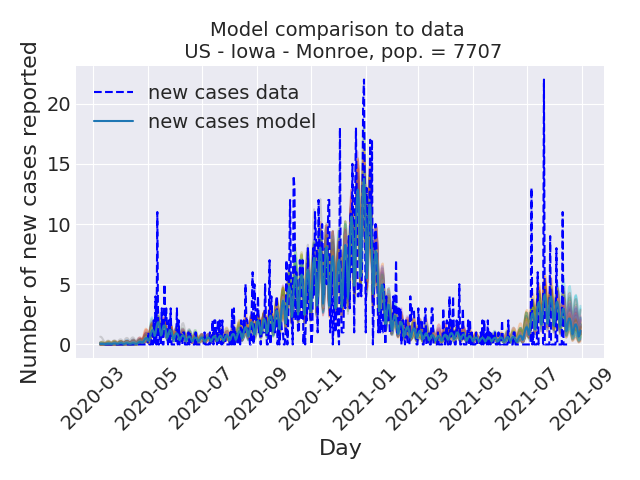 Model comparison to data
US - Iowa - Monroe, pop. = 7707
Number of new cases reported
20
15
10
5
0
new cases data
new cases model
2020-03
2020-05
2020-07
2020-09
2020-11
2021-01
2021-03
2021-05
2021-07
2021-09
Day